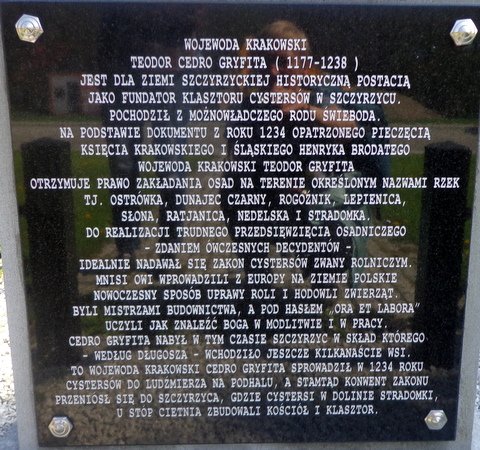 WOJEWODA KRAKOWSKI
TEODOR CEDRO GRYFITA ( 1177-1238 )
JEST DLA ZIEMI SZCZYRZYCKIEJ HISTORYCZNĄ POSTACIĄ
JAKO FUNDATOR KLASZTORU CYSTERSÓW W SZCZYRZYCU.
POCHODZIŁ Z MOŻNOWŁADCZEGO RODU ŚWIEBODA.
NA PODSTAWIE DOKUMENTU Z ROKU 1234 OPATRZONEGO PIECZĘCIĄ
KSIĘCIA KRAKOWSKIEGO I ŚLĄSKIEGO HENRYKA BRODATEGO
WOJEWODA KRAKOWSKI TEODOR GRYFITA
OTRZYMUJE PRAWO ZAKŁADANIA OSAD NA TERENIE OKREŚLONYM NAZWAMI RZEK
TJ. OSTRÓWKA, DUNAJEC CZARNY, ROGOŹNIK, LEPIENICA,
SŁONA, RATJANICA, NEDELSKA I STRADOMKA.
DO REALIZACJI TRUDNEGO PRZEDSIĘWZIĘCIA OSADNICZEGO
- ZDANIEM ÓWCZESNYCH DECYDENTÓW -
IDEALNIE NADAWAŁ SIĘ ZAKON CYSTERSÓW ZWANY ROLNICZYM.
MNISI OWI WPROWADZILI Z EUROPY NA ZIEMIE POLSKIE
NOWOCZESNY SPOSÓB UPRAWY ROLI I HODOWLI ZWIERZĄT.
BYLI MISTRZAMI BUDOWNICTWA, A POD HASŁEM „ORA ET LABORA”
UCZYLI JAK ZNALEŹĆ BOGA W MODLITWIE I W PRACY.
CEDRO GRYFITA NABYŁ W TYM CZASIE SZCZYRZYC W SKŁAD KTÓREGO
- WEDŁUG DŁUGOSZA - WCHODZIŁO JESZCZE KILKANAŚCIE WSI.
TO WOJEWODA KRAKOWSKI CEDRO GRYFITA SPROWADZIŁ W 1234 ROKU
CYSTERSÓW DO LUDŹMIERZA NA PODHALU, A STAMTĄD KONWENT ZAKONU
PRZENIÓSŁ SIĘ DO SZCZYRZYCA, GDZIE CYSTERSI W DOLINIE STRADOMKI,
U STÓP CIETNIA ZBUDOWALI KOŚCIÓŁ I KLASZTOR.